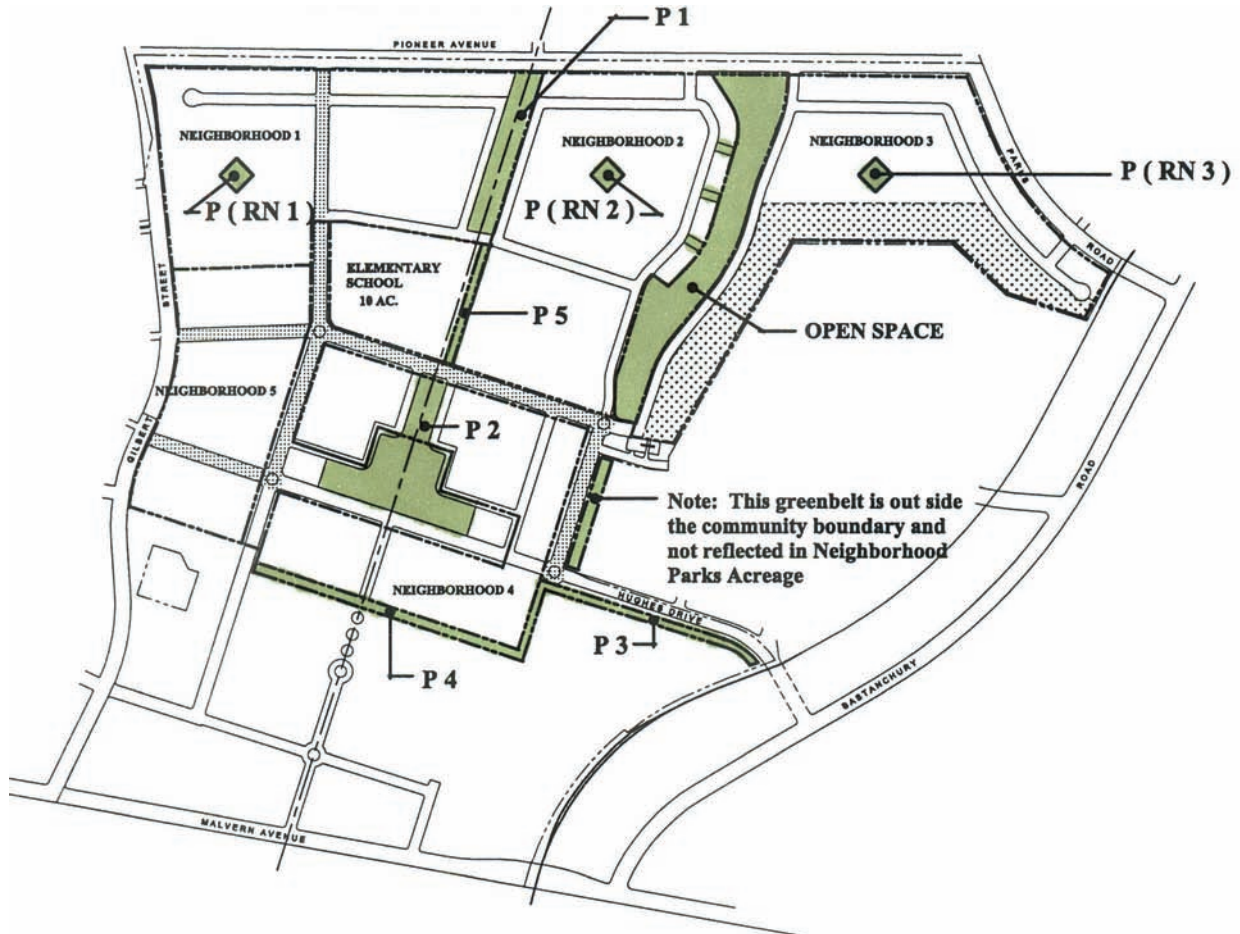 P 1
PIONEER AVENUE
NEIGHBORHOOD 1
NEIGHBORHOOD 2
NEIGHBORHOOD 3
PARKS
ROAD
P ( RN 1 )
P ( RN 2 )
P ( RN 3 )
STREET
GILBERT
ELEMENTARY
SCHOOL
10 AC.
P 5
OPEN SPACE
NEIGHBORHOOD 5
P 2
Note: This greenbelt is out side
the community boundary and
not reflected in Neighborhood
Parks Acreage
ROAD
BASTANCHURY
NEIGHBORHOOD 4
HUGHES DRIVE
P 3
P 4
MALVERN AVENUE